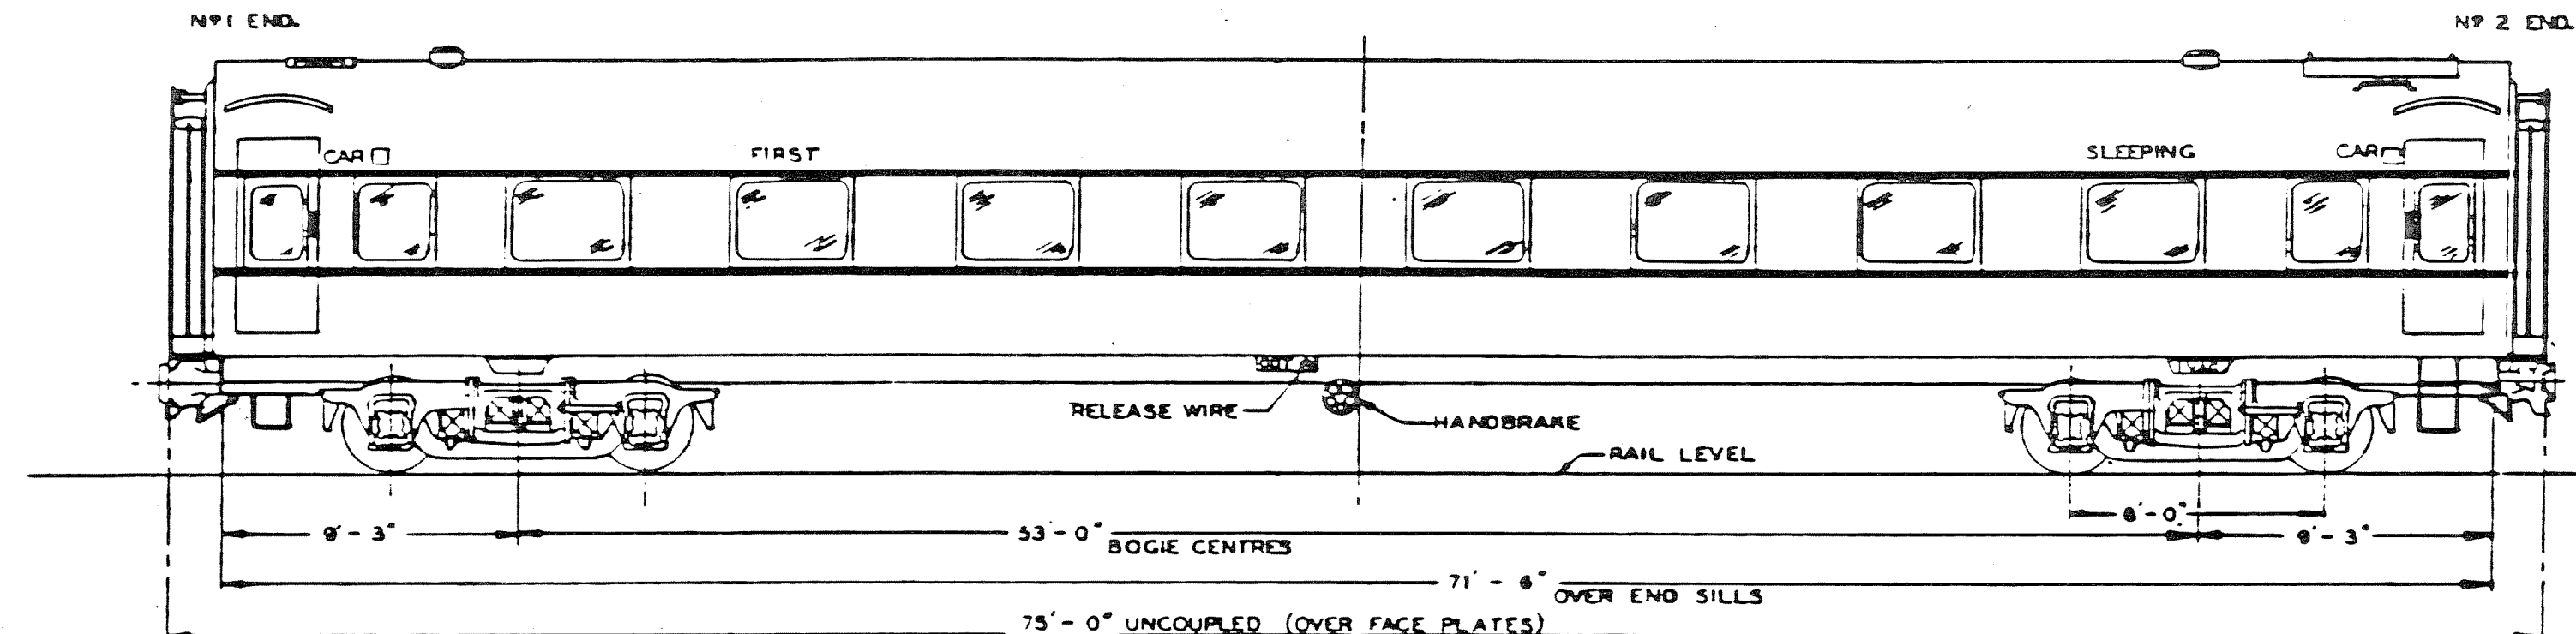 Nº 1 END.
Nº 2 END.
CAR
FIRST
SLEEPING
CAR
RELEASE WIRE
HANDBRAKE
RAIL LEVEL
8'-0"
9'-3"
53'-0"
BOGIE CENTRES
9'-3"
71'-6"
OVER END SILLS
75'-0" UNCOUPLED (OVER FACE PLATES)